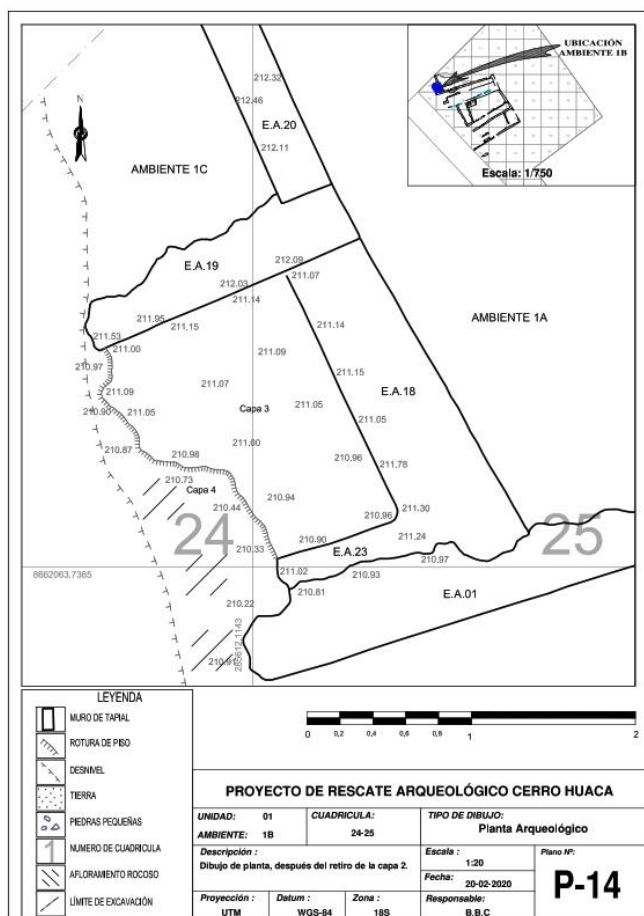 UBICACIÓN
AMBIENTE 1B
Escala: 1/750
N
212.32
212.46
E.A.20
212.11
AMBIENTE 1C
E.A.19
212.09
211.07
212.03
211.14
211.95
211.15
211.14
AMBIENTE 1A
211.53
211.00
210.97
211.09
211.15
211.07
E.A.18
211.09
211.05
210.90
211.05
Capa 3
211.05
211.00
210.87
210.98
210.96
211.78
210.73
Capa 4
210.94
210.44
210.96
211.30
24
25
210.90
211.24
210.33
E.A.23
210.97
8662063.7385
211.02
210.93
210.81
E.A.01
210.22
285612.1143
LEYENDA
MURO DE TAPIAL
ROTURA DE PISO
DESNIVEL
TIERRA
PIEDRAS PEQUEÑAS
1
NUMERO DE CUADRICULA
AFLORAMIENTO ROCOSO
LÍMITE DE EXCAVACIÓN
0 0,2 0,4 0,6 0,8 1 2
PROYECTO DE RESCATE ARQUEOLÓGICO CERRO HUACA
UNIDAD: 01
AMBIENTE: 1B
CUADRICULA:
24-25
TIPO DE DIBUJO:
Planta Arqueológico
Descripción :
Dibujo de planta, después del retiro de la capa 2.
Escala :
1:20
Fecha: 20-02-2020
Plano Nº:
P-14
Proyección :
UTM
Datum :
WGS-84
Zona :
18S
Responsable:
B.B.C